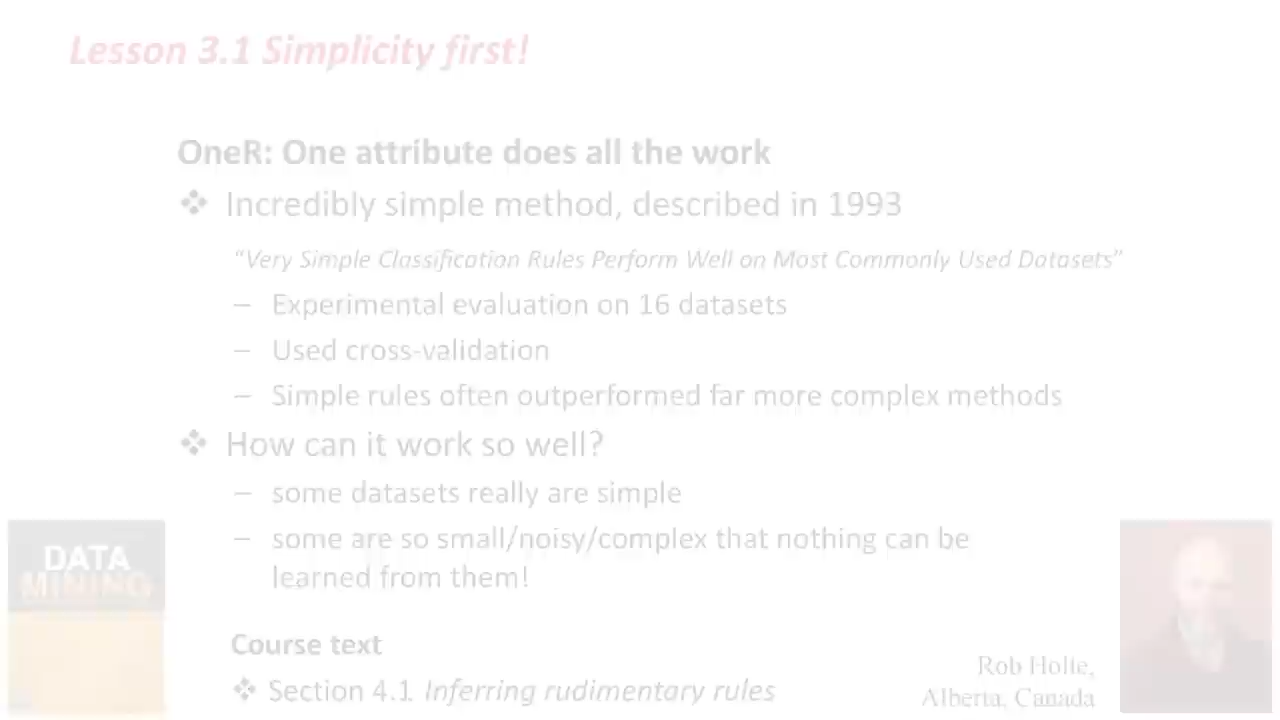 Lesson 3.1 Simplicity first!
OneR: One attribute does all the work
❖ Incredibly simple method, described in 1993
“Very Simple Classification Rules Perform Well on Most Commonly Used Datasets”
– Experimental evaluation on 16 datasets
– Used cross-validation
– Simple rules often outperformed far more complex methods
❖ How can it work so well?
– some datasets really are simple
– some are so small/noisy/complex that nothing can be
learned from them!
DATA
MINING
Course text
❖ Section 4.1 Inferring rudimentary rules
Rob Holte,
Alberta, Canada